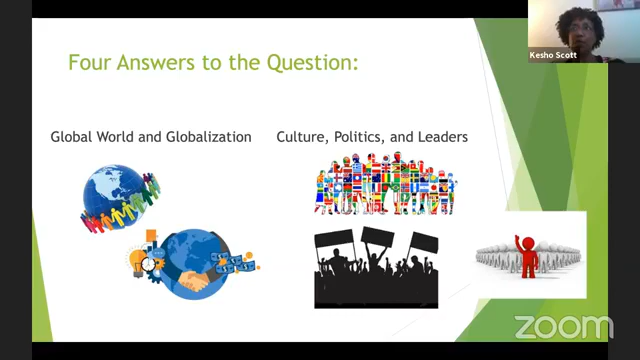 Kesho Scott
Four Answers to the Question:
Global World and Globalization
Culture, Politics, and Leaders
zoom